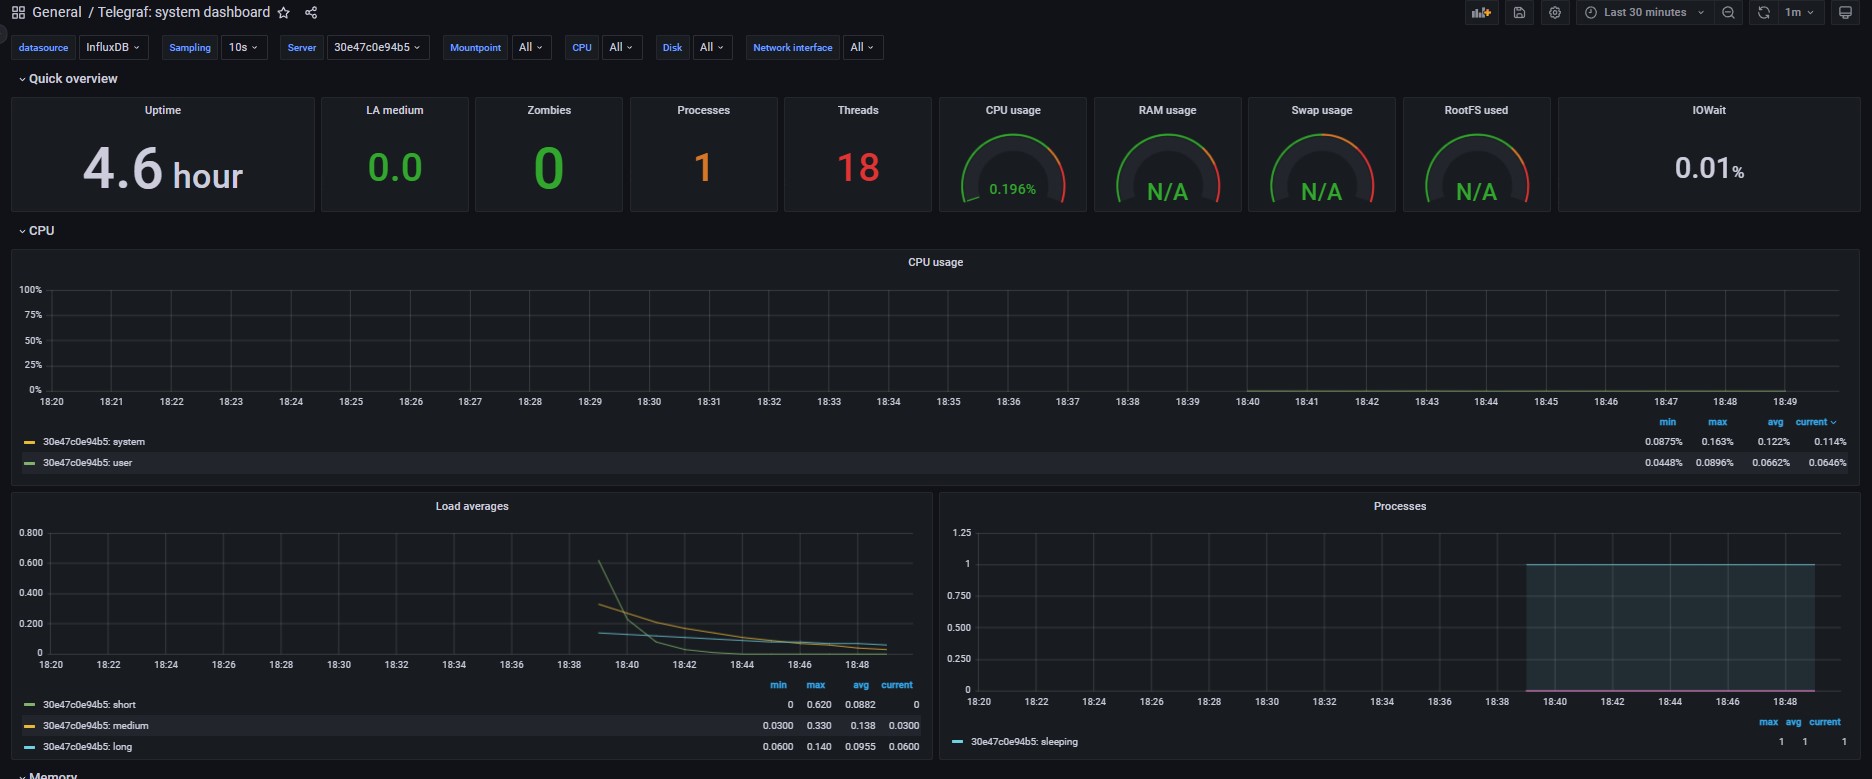 General / Telegraf: system dashboard
Last 30 minutes 1m
datasource InfluxDB Sampling 10s Server 30e47c0e94b5 Mountpoint All CPU All Disk All Network interface All
Quick overview
Uptime LA medium Zombies Processes Threads CPU usage RAM usage Swap usage RootFS used IOWait
4.6 hour 0.0 0 1 18 0.196% N/A N/A N/A 0.01%
CPU
CPU usage
100%
75%
50%
25%
0%
18:20 18:21 18:22 18:23 18:24 18:25 18:26 18:27 18:28 18:29 18:30 18:31 18:32 18:33 18:34 18:35 18:36 18:37 18:38 18:39 18:40 18:41 18:42 18:43 18:44 18:45 18:46 18:47 18:48 18:49
min max avg current
30e47c0e94b5: system 0.0875% 0.163% 0.122% 0.114%
30e47c0e94b5: user 0.0448% 0.0896% 0.0662% 0.0646%
Load averages
0.800
0.600
0.400
0.200
0
18:20 18:22 18:24 18:26 18:28 18:30 18:32 18:34 18:36 18:38 18:40 18:42 18:44 18:46 18:48
min max avg current
30e47c0e94b5: short 0 0.620 0.0882 0
30e47c0e94b5: medium 0.0300 0.330 0.138 0.0300
30e47c0e94b5: long 0.0600 0.140 0.0955 0.0600
Processes
1.25
1
0.750
0.500
0.250
0
18:20 18:22 18:24 18:26 18:28 18:30 18:32 18:34 18:36 18:38 18:40 18:42 18:44 18:46 18:48
max avg current
30e47c0e94b5: sleeping 1 1 1
Memory